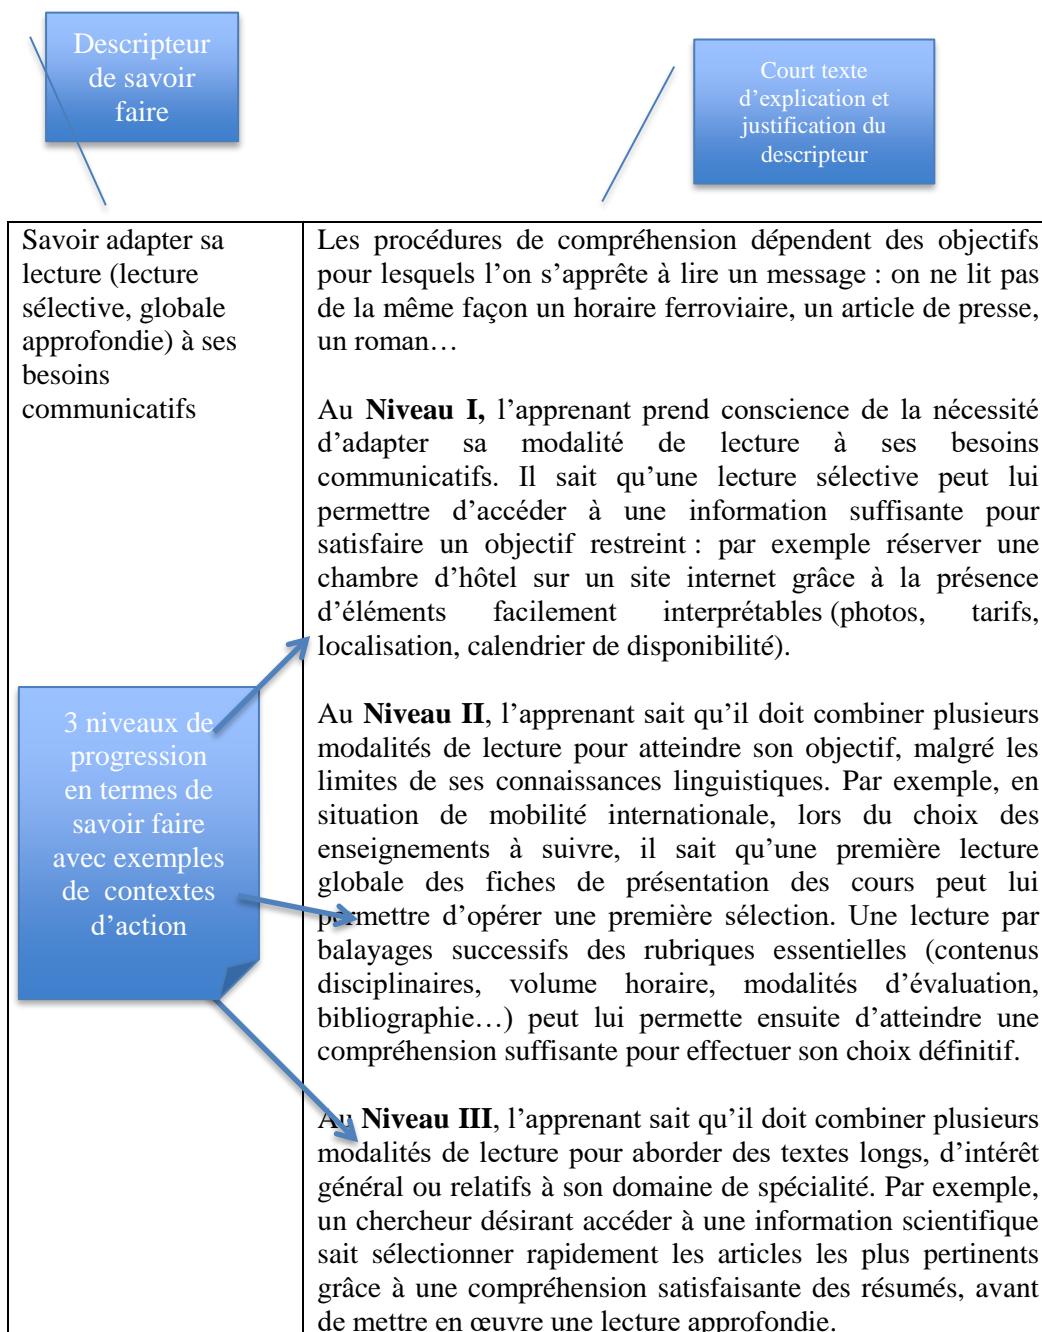 Descripteur
de savoir
faire
Court texte
d’explication et
justification du
descripteur
Savoir adapter sa
lecture (lecture
sélective, globale
approfondie) à ses
besoins
communicatifs
Les procédures de compréhension dépendent des objectifs
pour lesquels l’on s’apprête à lire un message : on ne lit pas
de la même façon un horaire ferroviaire, un article de presse,
un roman…
Au Niveau I, l’apprenant prend conscience de la nécessité
d’adapter sa modalité de lecture à ses besoins
communicatifs. Il sait qu’une lecture sélective peut lui
permettre d’accéder à une information suffisante pour
satisfaire un objectif restreint : par exemple réserver une
chambre d’hôtel sur un site internet grâce à la présence
d’éléments facilement interprétables (photos, tarifs,
localisation, calendrier de disponibilité).
3 niveaux de
progression
en termes de
savoir faire
avec exemples
de contextes
d’action
Au Niveau II, l’apprenant sait qu’il doit combiner plusieurs
modalités de lecture pour atteindre son objectif, malgré les
limites de ses connaissances linguistiques. Par exemple, en
situation de mobilité internationale, lors du choix des
enseignements à suivre, il sait qu’une première lecture
globale des fiches de présentation des cours peut lui
permettre d’opérer une première sélection. Une lecture par
balayages successifs des rubriques essentielles (contenus
disciplinaires, volume horaire, modalités d’évaluation,
bibliographie…) peut lui permette ensuite d’atteindre une
compréhension suffisante pour effectuer son choix définitif.
Au Niveau III, l’apprenant sait qu’il doit combiner plusieurs
modalités de lecture pour aborder des textes longs, d’intérêt
général ou relatifs à son domaine de spécialité. Par exemple,
un chercheur désirant accéder à une information scientifique
sait sélectionner rapidement les articles les plus pertinents
grâce à une compréhension satisfaisante des résumés, avant
de mettre en œuvre une lecture approfondie.